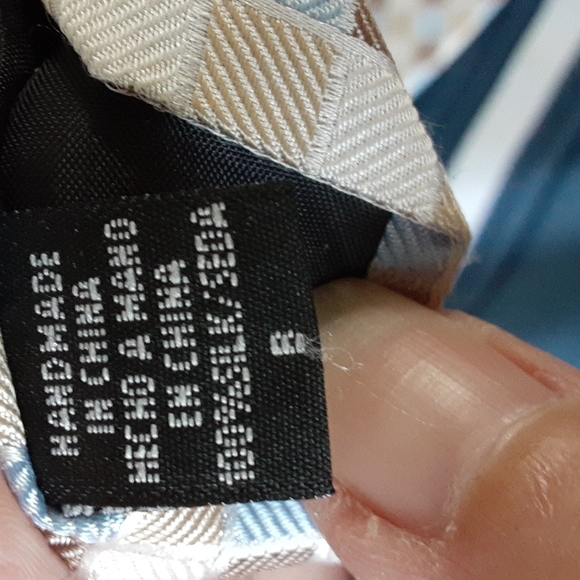 HANDMADE
IN CHINA
HECHO A MANO
EN CHINA
100%SILK/SEDA
R